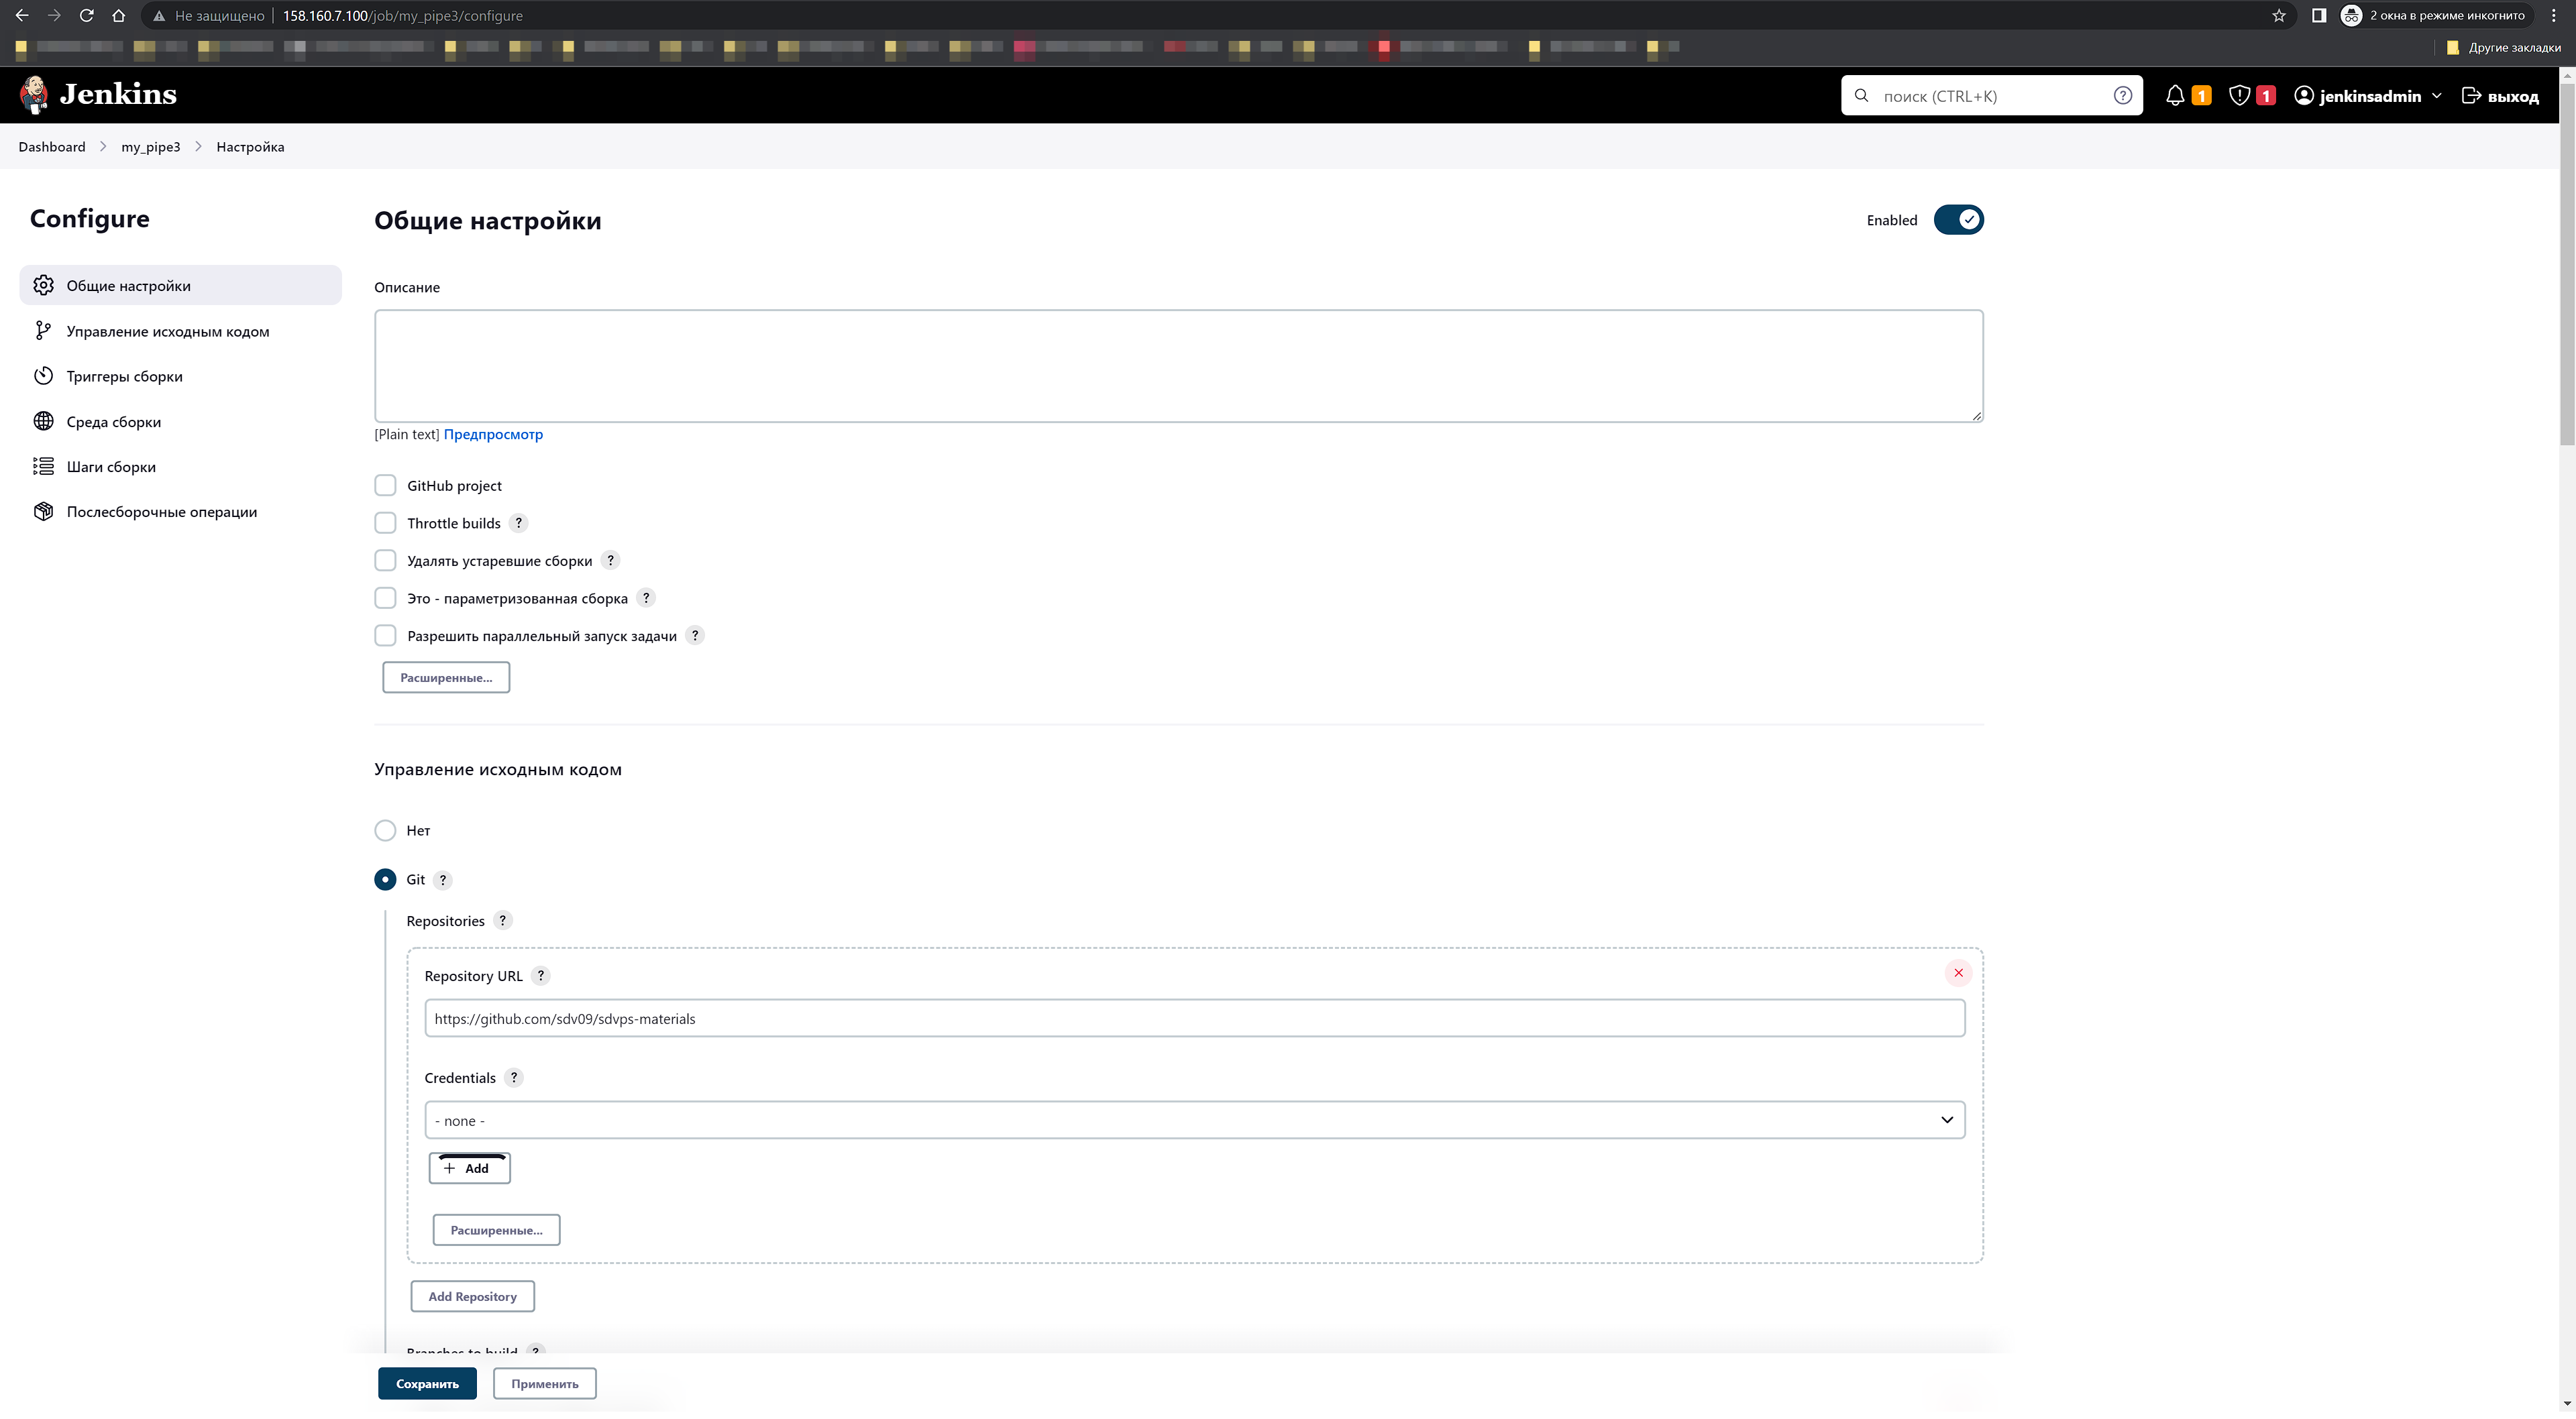 Не защищено 158.160.7.100/job/my_pipe3/configure 2 окна в режиме инкогнито
Другие закладки
Jenkins поиск (CTRL+K) 1 1 jenkinsadmin выход
Dashboard my_pipe3 Настройка
Configure
Общие настройки
Управление исходным кодом
Триггеры сборки
Среда сборки
Шаги сборки
Послесборочные операции
Общие настройки Enabled
Описание
[Plain text] Предпросмотр
GitHub project
Throttle builds ?
Удалять устаревшие сборки ?
Это - параметризованная сборка ?
Разрешить параллельный запуск задачи ?
Расширенные...
Управление исходным кодом
Нет
Git ?
Repositories ?
Repository URL ?
https://github.com/sdv09/sdvps-materials
Credentials ?
- none -
+ Add
Расширенные...
Add Repository
Branches to build ?
Сохранить Применить